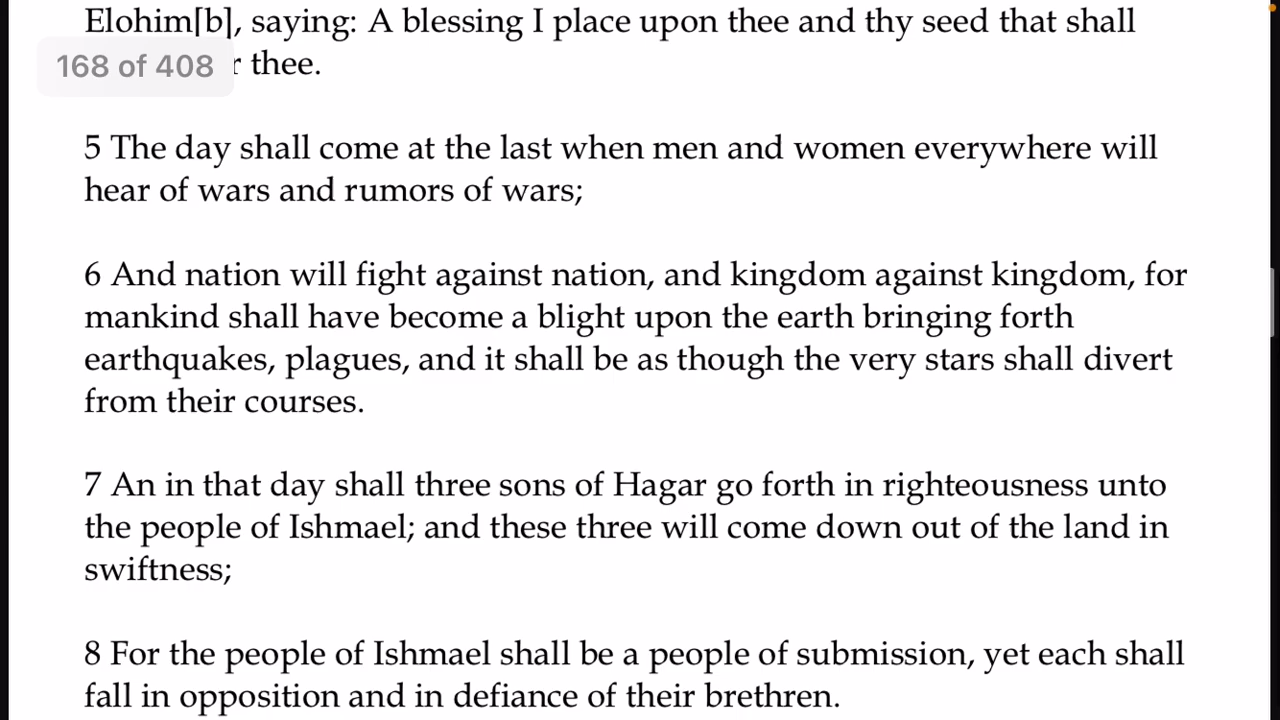 Elohim[b], saying: A blessing I place upon thee and thy seed that shall
168 of 408
r thee.
5 The day shall come at the last when men and women everywhere will
hear of wars and rumors of wars;
6 And nation will fight against nation, and kingdom against kingdom, for
mankind shall have become a blight upon the earth bringing forth
earthquakes, plagues, and it shall be as though the very stars shall divert
from their courses.
7 An in that day shall three sons of Hagar go forth in righteousness unto
the people of Ishmael; and these three will come down out of the land in
swiftness;
8 For the people of Ishmael shall be a people of submission, yet each shall
fall in opposition and in defiance of their brethren.